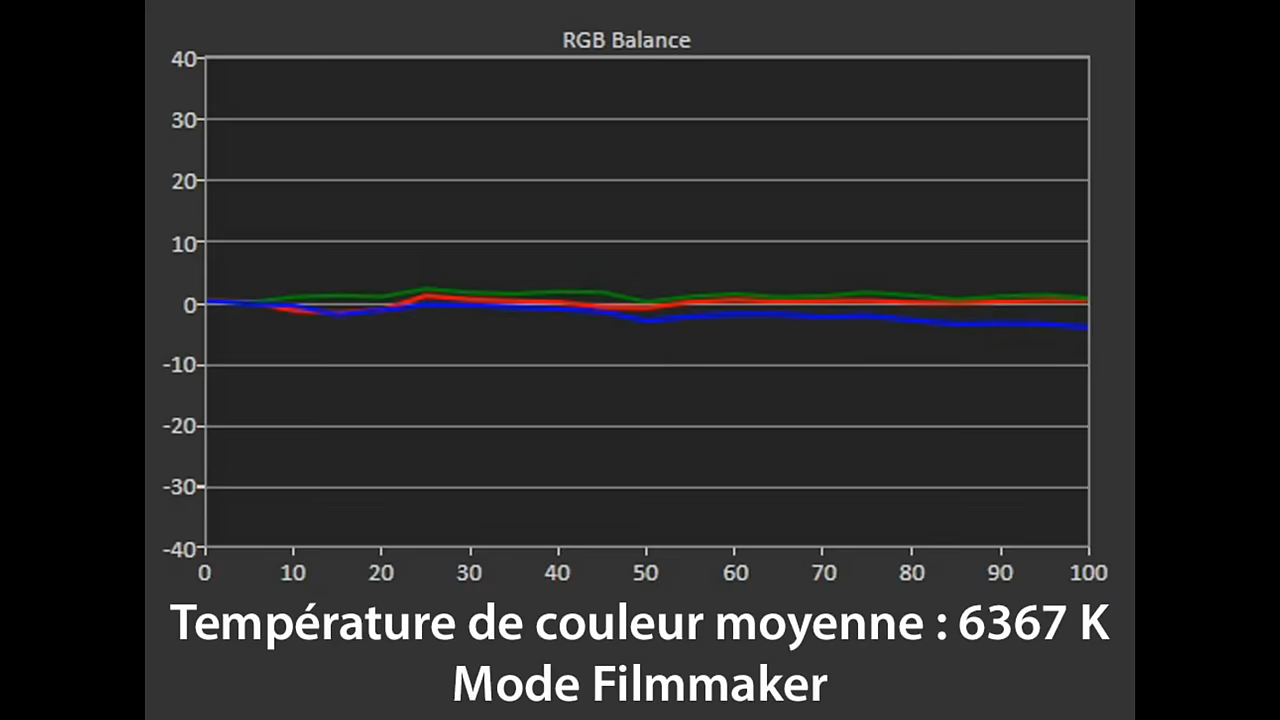 RGB Balance
40
30
20
10
0
-10
-20
-30
-40
0 10 20 30 40 50 60 70 80 90 100
Température de couleur moyenne : 6367 K
Mode Filmmaker